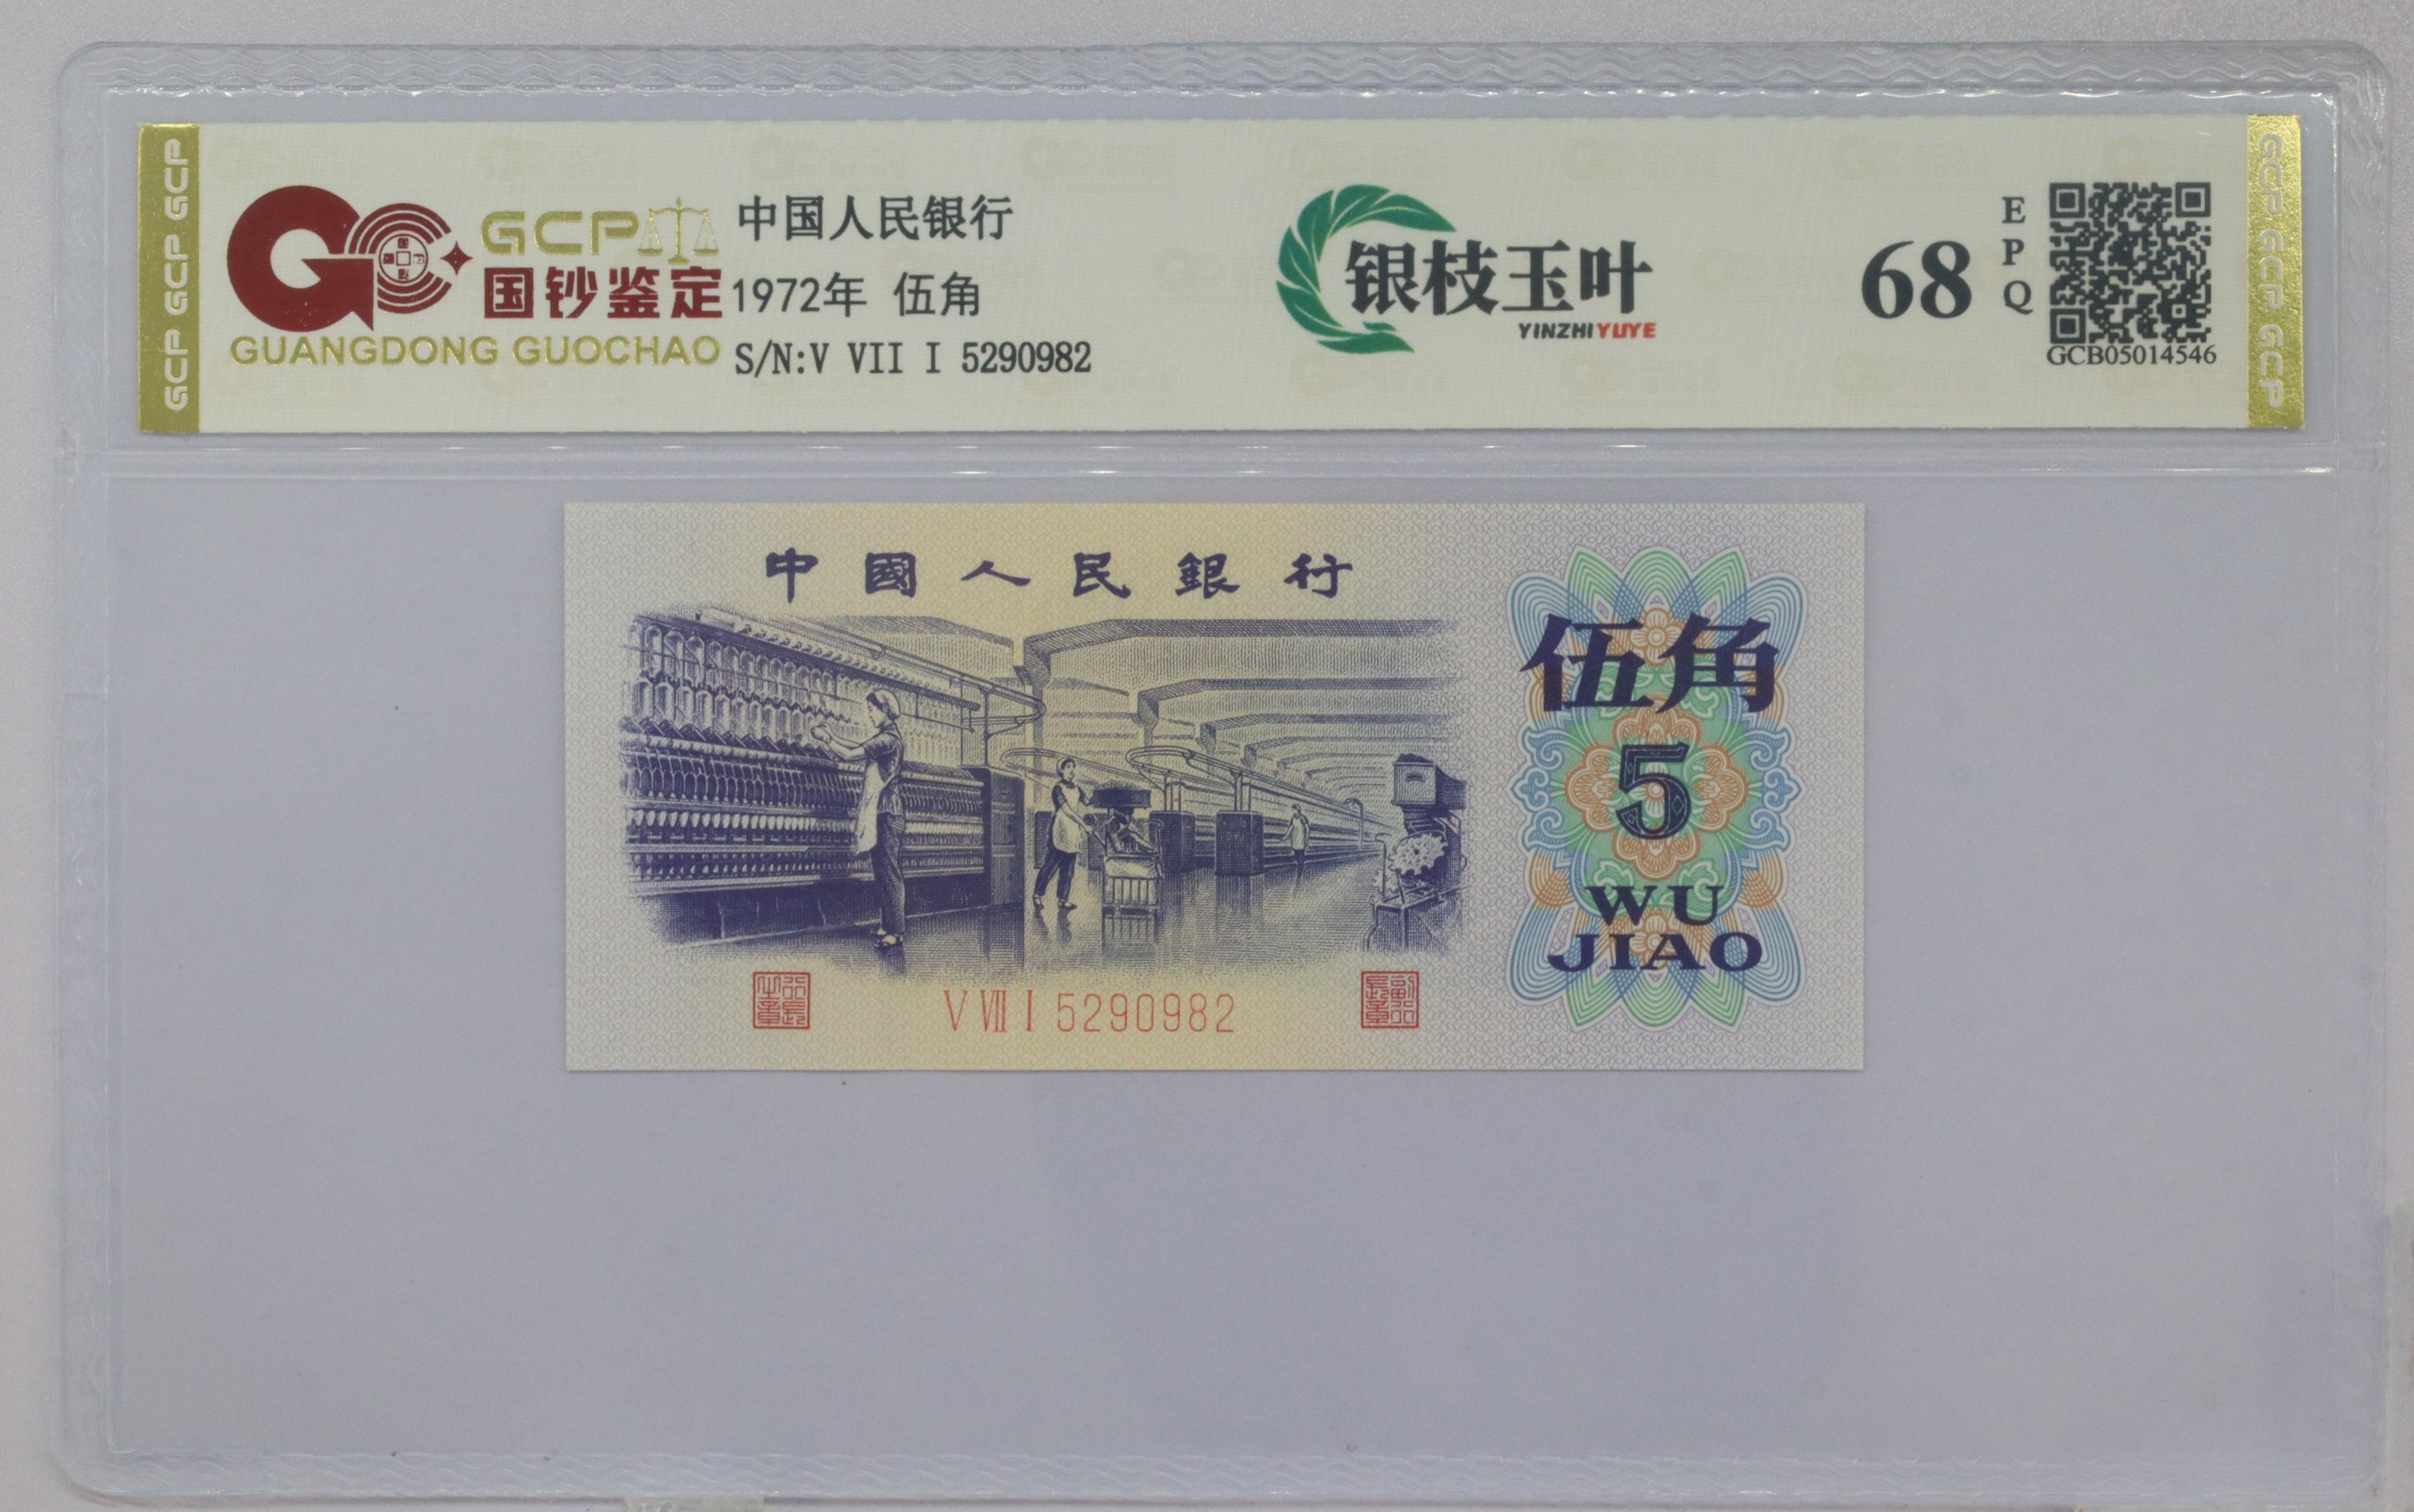 GCP GCP GCP
GCP
国钞鉴定
GUANGDONG GUOCHAO
中国人民银行
1972年 伍角
S/N:V VII I 5290982
银枝玉叶
YINZHIYUYE
68
EPQ
GCB05014546
GCP GCP GCP
中國人民銀行
伍角
5
WU
JIAO
V VII I 5290982